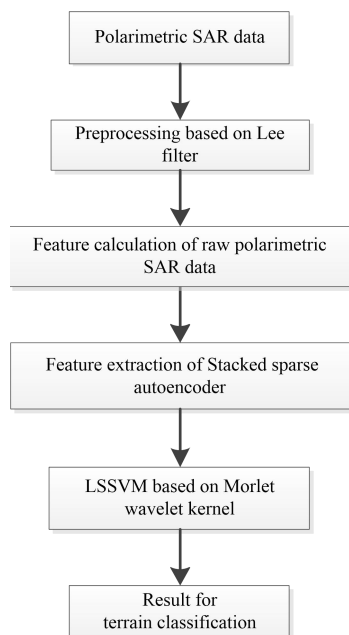 Polarimetric SAR data
Preprocessing based on Lee
filter
Feature calculation of raw polarimetric
SAR data
Feature extraction of Stacked sparse
autoencoder
LSSVM based on Morlet
wavelet kernel
Result for
terrain classification